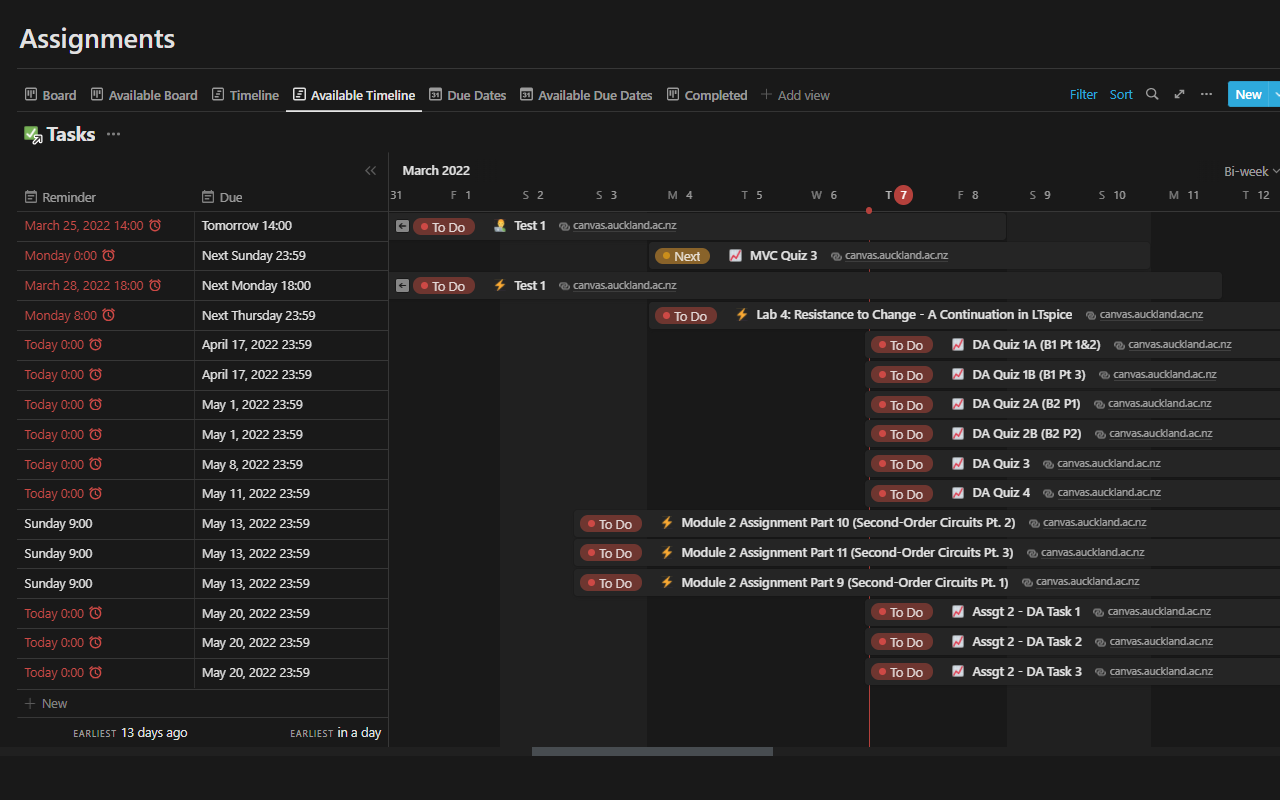 Assignments
Board Available Board Timeline Available Timeline Due Dates Available Due Dates Completed Add view Filter Sort New
Tasks
March 2022 Bi-week
Reminder Due 31 F 1 S 2 S 3 M 4 T 5 W 6 T 7 F 8 S 9 S 10 M 11 T 12
March 25, 2022 14:00 Tomorrow 14:00 To Do Test 1 canvas.auckland.ac.nz
Monday 0:00 Next Sunday 23:59 Next MVC Quiz 3 canvas.auckland.ac.nz
March 28, 2022 18:00 Next Monday 18:00 To Do Test 1 canvas.auckland.ac.nz
Monday 8:00 Next Thursday 23:59 To Do Lab 4: Resistance to Change - A Continuation in LTspice canvas.auckland.ac.nz
Today 0:00 April 17, 2022 23:59 To Do DA Quiz 1A (B1 Pt 1&2) canvas.auckland.ac.nz
Today 0:00 April 17, 2022 23:59 To Do DA Quiz 1B (B1 Pt 3) canvas.auckland.ac.nz
Today 0:00 May 1, 2022 23:59 To Do DA Quiz 2A (B2 P1) canvas.auckland.ac.nz
Today 0:00 May 1, 2022 23:59 To Do DA Quiz 2B (B2 P2) canvas.auckland.ac.nz
Today 0:00 May 8, 2022 23:59 To Do DA Quiz 3 canvas.auckland.ac.nz
Today 0:00 May 11, 2022 23:59 To Do DA Quiz 4 canvas.auckland.ac.nz
Sunday 9:00 May 13, 2022 23:59 To Do Module 2 Assignment Part 10 (Second-Order Circuits Pt. 2) canvas.auckland.ac.nz
Sunday 9:00 May 13, 2022 23:59 To Do Module 2 Assignment Part 11 (Second-Order Circuits Pt. 3) canvas.auckland.ac.nz
Sunday 9:00 May 13, 2022 23:59 To Do Module 2 Assignment Part 9 (Second-Order Circuits Pt. 1) canvas.auckland.ac.nz
Today 0:00 May 20, 2022 23:59 To Do Assgt 2 - DA Task 1 canvas.auckland.ac.nz
Today 0:00 May 20, 2022 23:59 To Do Assgt 2 - DA Task 2 canvas.auckland.ac.nz
Today 0:00 May 20, 2022 23:59 To Do Assgt 2 - DA Task 3 canvas.auckland.ac.nz
New
EARLIEST 13 days ago EARLIEST in a day